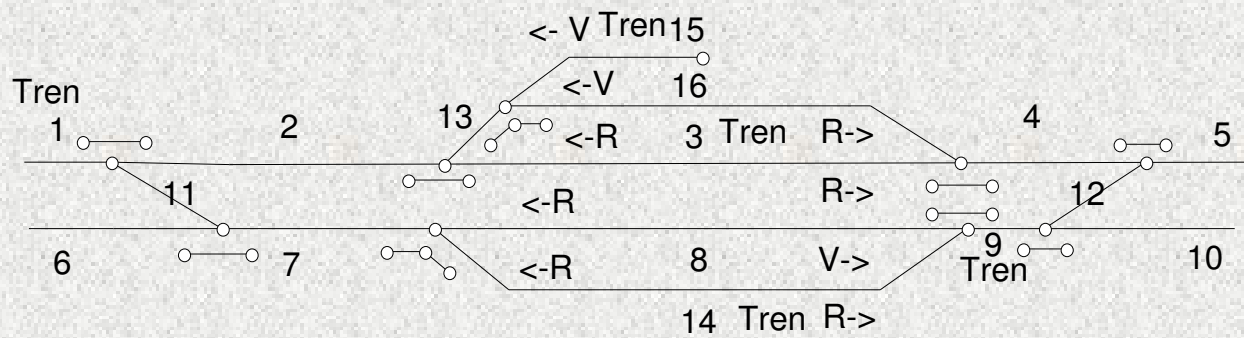 <- V Tren 15
<-V 16
Tren
1 2 13 <-R 3 Tren R-> 4 5
11 <-R R-> 12
6 7 <-R 8 V-> 9 10
Tren
14 Tren R->